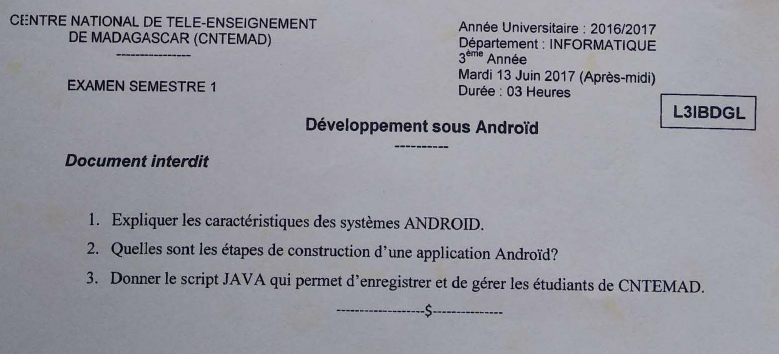 CENTRE NATIONAL DE TELE-ENSEIGNEMENT
DE MADAGASCAR (CNTEMAD)
----------------
EXAMEN SEMESTRE 1
Année Universitaire : 2016/2017
Département : INFORMATIQUE
3ème Année
Mardi 13 Juin 2017 (Après-midi)
Durée : 03 Heures
L3IBDGL
Développement sous Androïd
----------
Document interdit
1. Expliquer les caractéristiques des systèmes ANDROID.
2. Quelles sont les étapes de construction d'une application Androïd?
3. Donner le script JAVA qui permet d'enregistrer et de gérer les étudiants de CNTEMAD.
-------------------$---------------